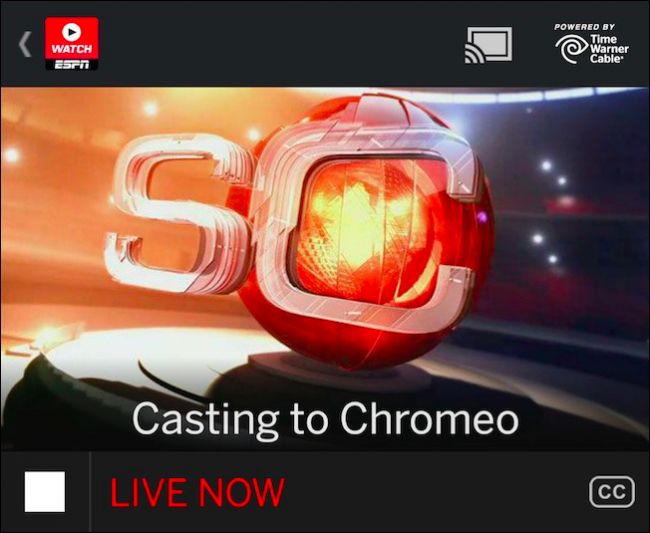 WATCH
ESPN
POWERED BY
Time
Warner
Cable
SC
Casting to Chromeo
LIVE NOW
CC